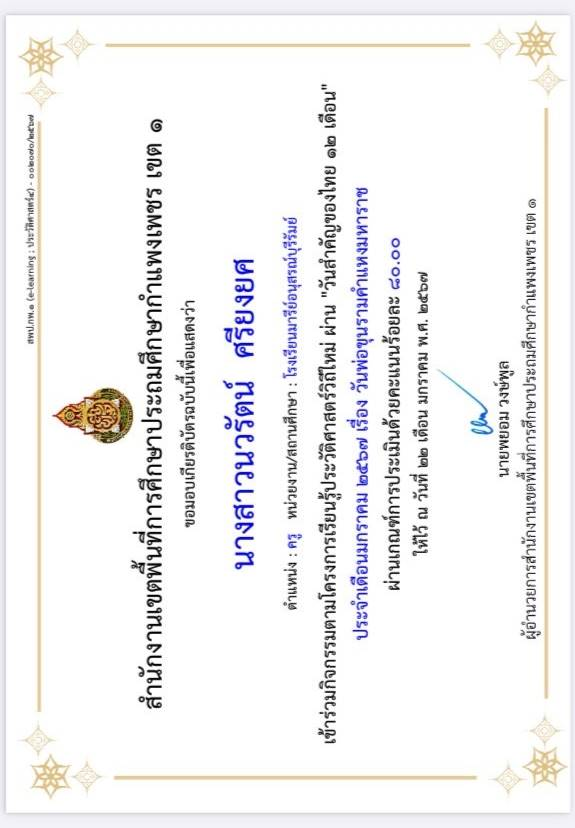 สพป.กพ.๑ (e-learning : ประวัติศาสตร์๔) - ๐๐๒๐๗๐/๒๕๖๗
สำนักงานเขตพื้นที่การศึกษาประถมศึกษากำแพงเพชร เขต ๑
ขอมอบเกียรติบัตรฉบับนี้เพื่อแสดงว่า
นางสาวนวรัตน์ ศรียงยศ
ตำแหน่ง : ครู หน่วยงาน/สถานศึกษา : โรงเรียนมารีย์อนุสรณ์บุรีรัมย์
เข้าร่วมกิจกรรมตามโครงการเรียนรู้ประวัติศาสตร์วิถีใหม่ ผ่าน "วันสำคัญของไทย ๑๒ เดือน"
ประจำเดือนมกราคม ๒๕๖๗ เรื่อง วันพ่อขุนรามคำแหงมหาราช
ผ่านเกณฑ์การประเมินด้วยคะแนนร้อยละ ๘๐.๐๐
ให้ไว้ ณ วันที่ ๒๒ เดือน มกราคม พ.ศ. ๒๕๖๗
นายพยอม วงษ์พูล
ผู้อำนวยการสำนักงานเขตพื้นที่การศึกษาประถมศึกษากำแพงเพชร เขต ๑